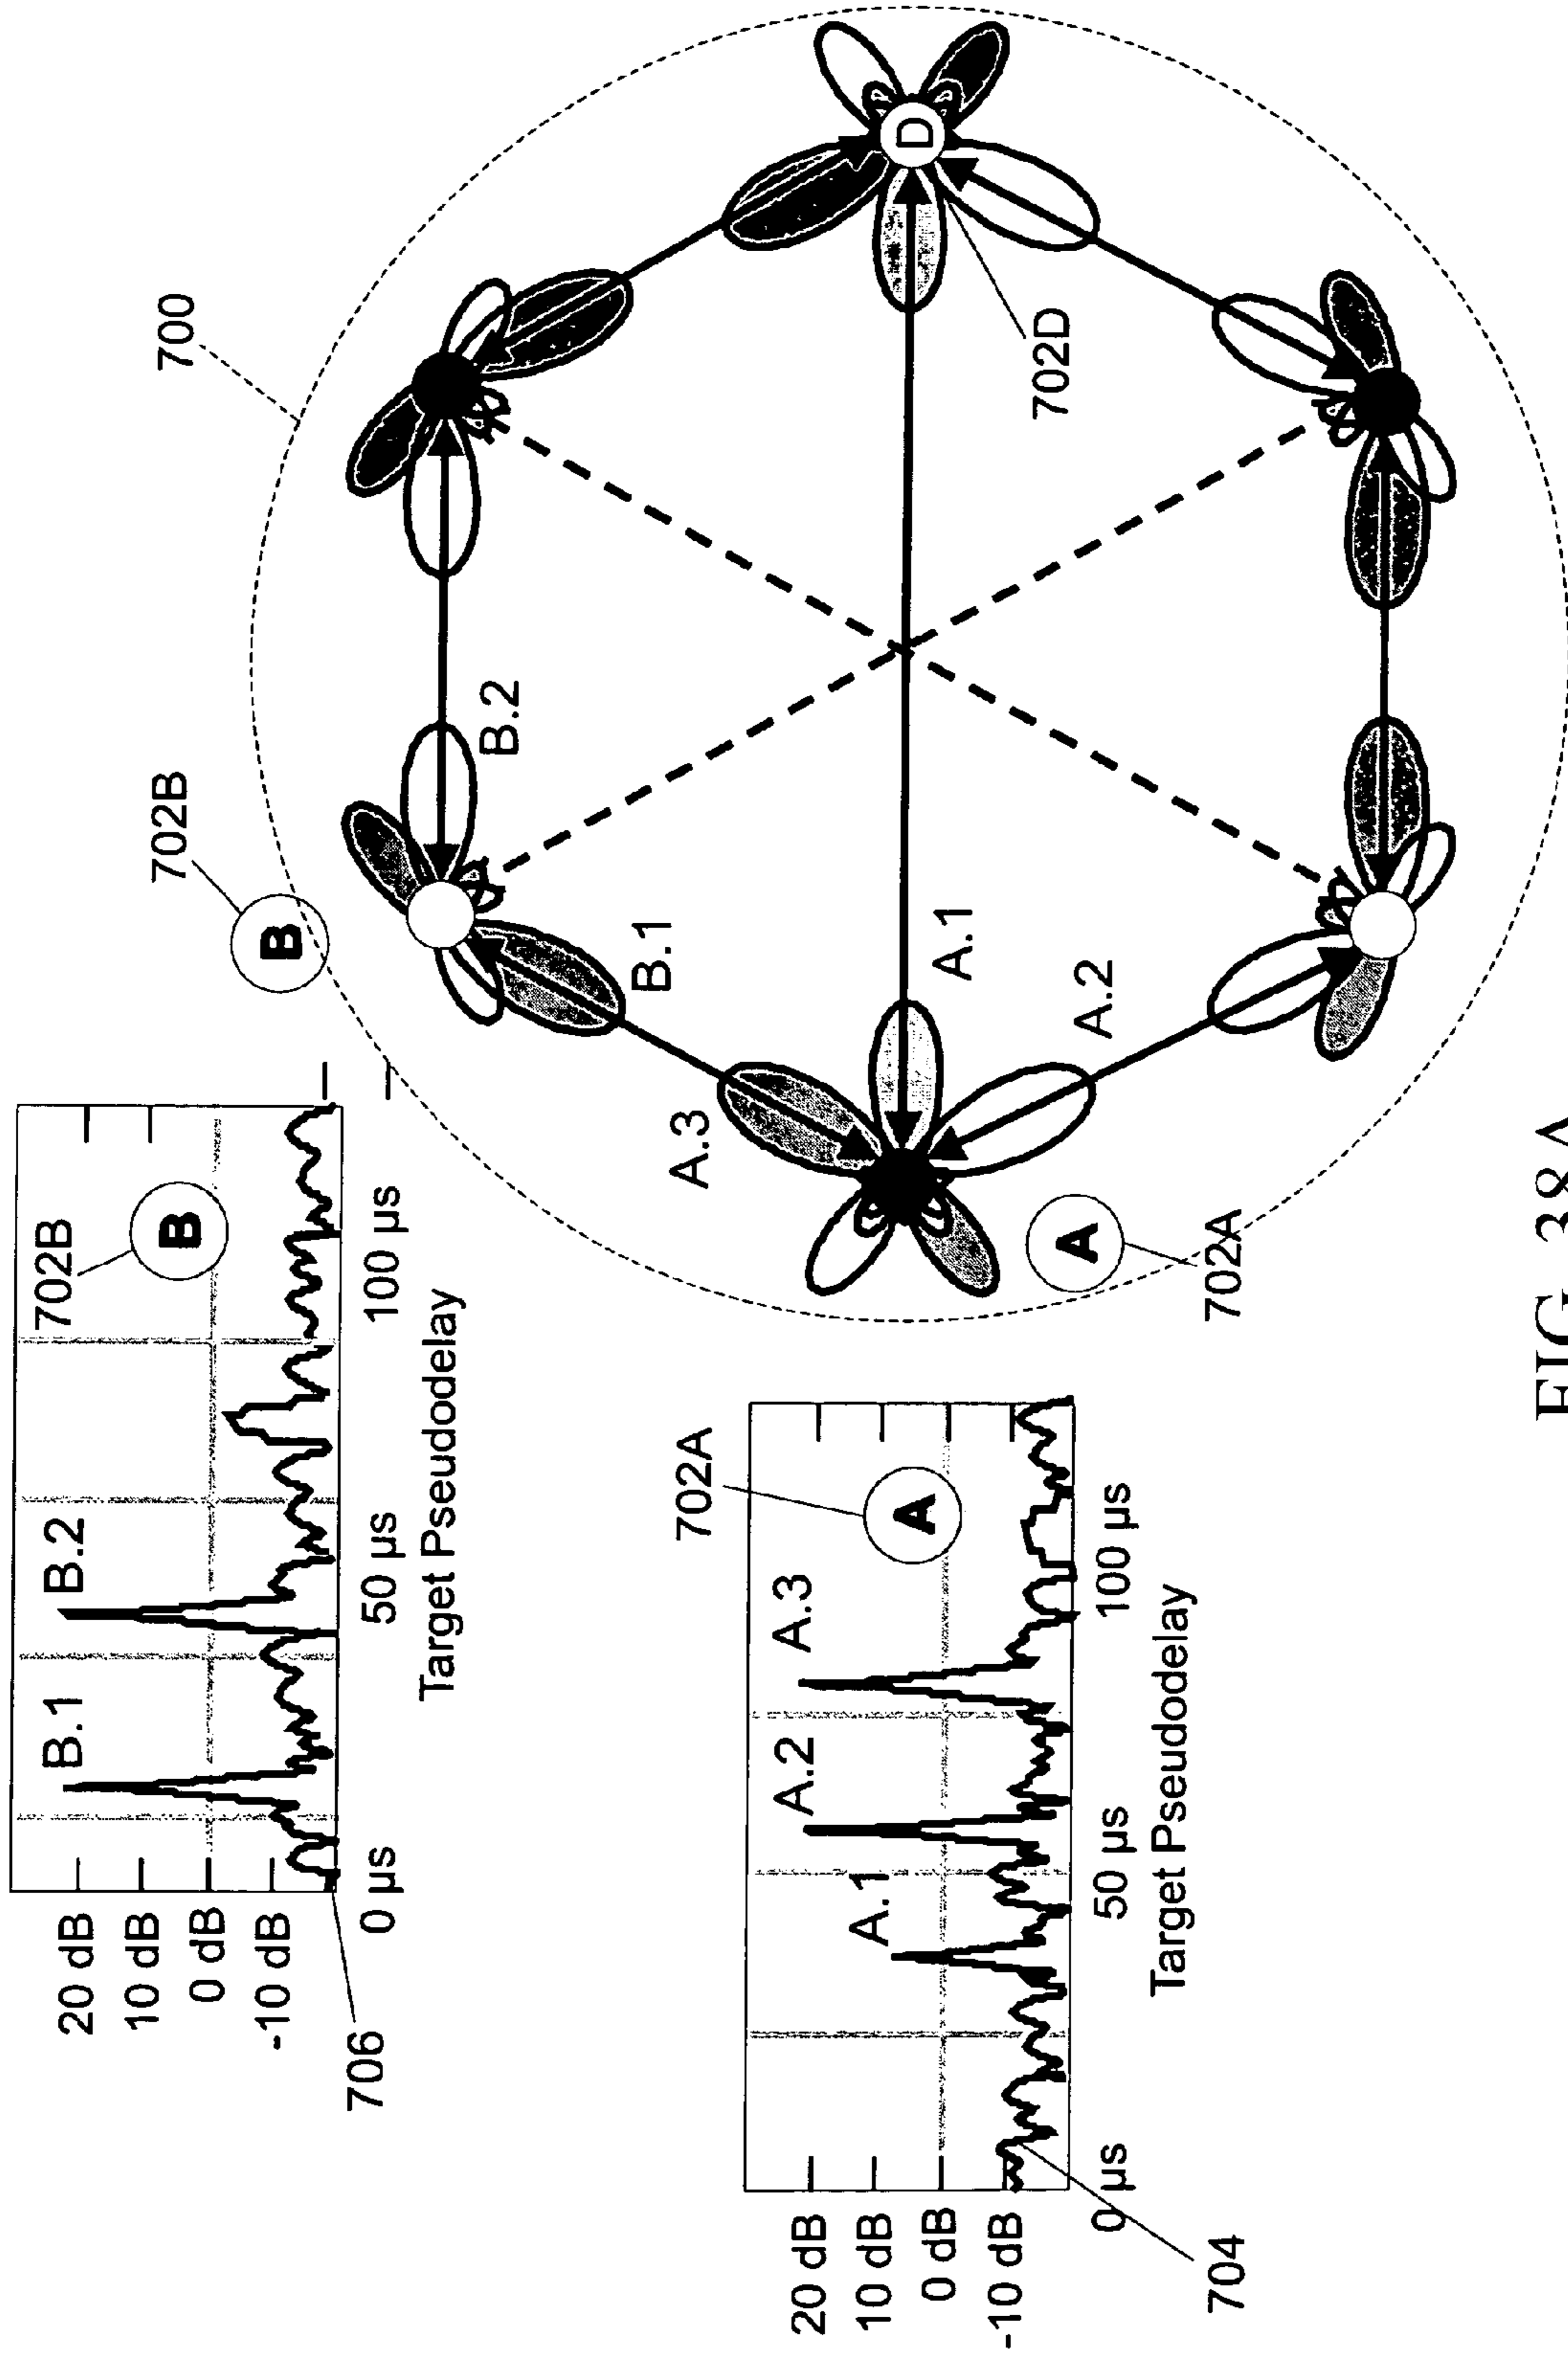 702B
B
B.1
B.2
20 dB
10 dB
0 dB
-10 dB
0 µs
50 µs
100 µs
Target Pseudodelay
706
702A
A
A.1
A.2
A.3
20 dB
10 dB
0 dB
-10 dB
0 µs
50 µs
100 µs
Target Pseudodelay
704
700
702B
B
B.2
B.1
A.3
A.1
A.2
A
702A
D
702D
FIG. 38A